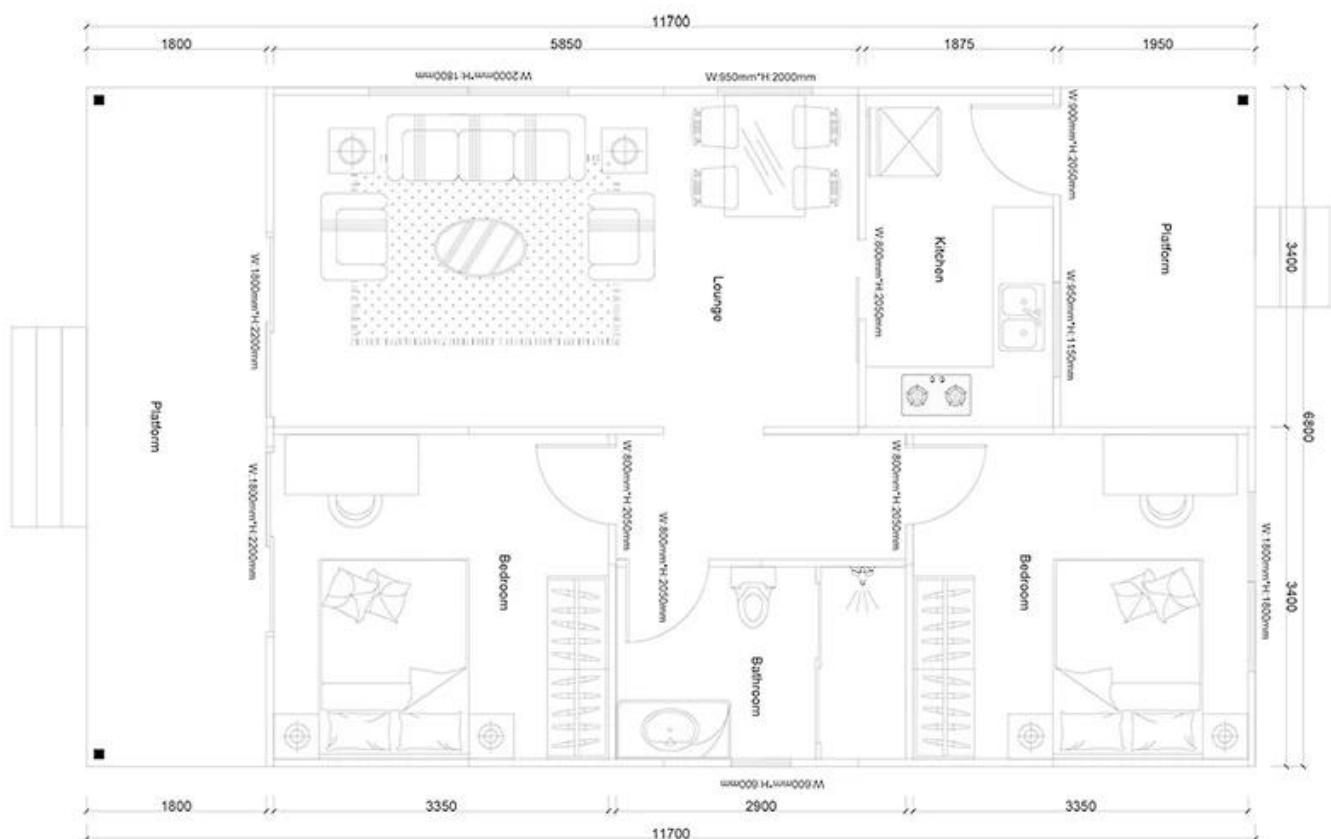 11700
1800
5850
1875
1950
W:2000mm*H:1800mm
W:950mm*H:2000mm
W:900mm*H:2050mm
Platform
3400
Kitchen
W:800mm*H:2050mm
W:1800mm*H:2200mm
Lounge
W:950mm*H:1150mm
Platform
6800
W:1800mm*H:2200mm
W:800mm*H:2050mm
W:800mm*H:2050mm
W:800mm*H:2050mm
Bedroom
Bedroom
W:1800mm*H:1800mm
3400
Bathroom
W:600mm*H:600mm
1800
3350
2900
3350
11700